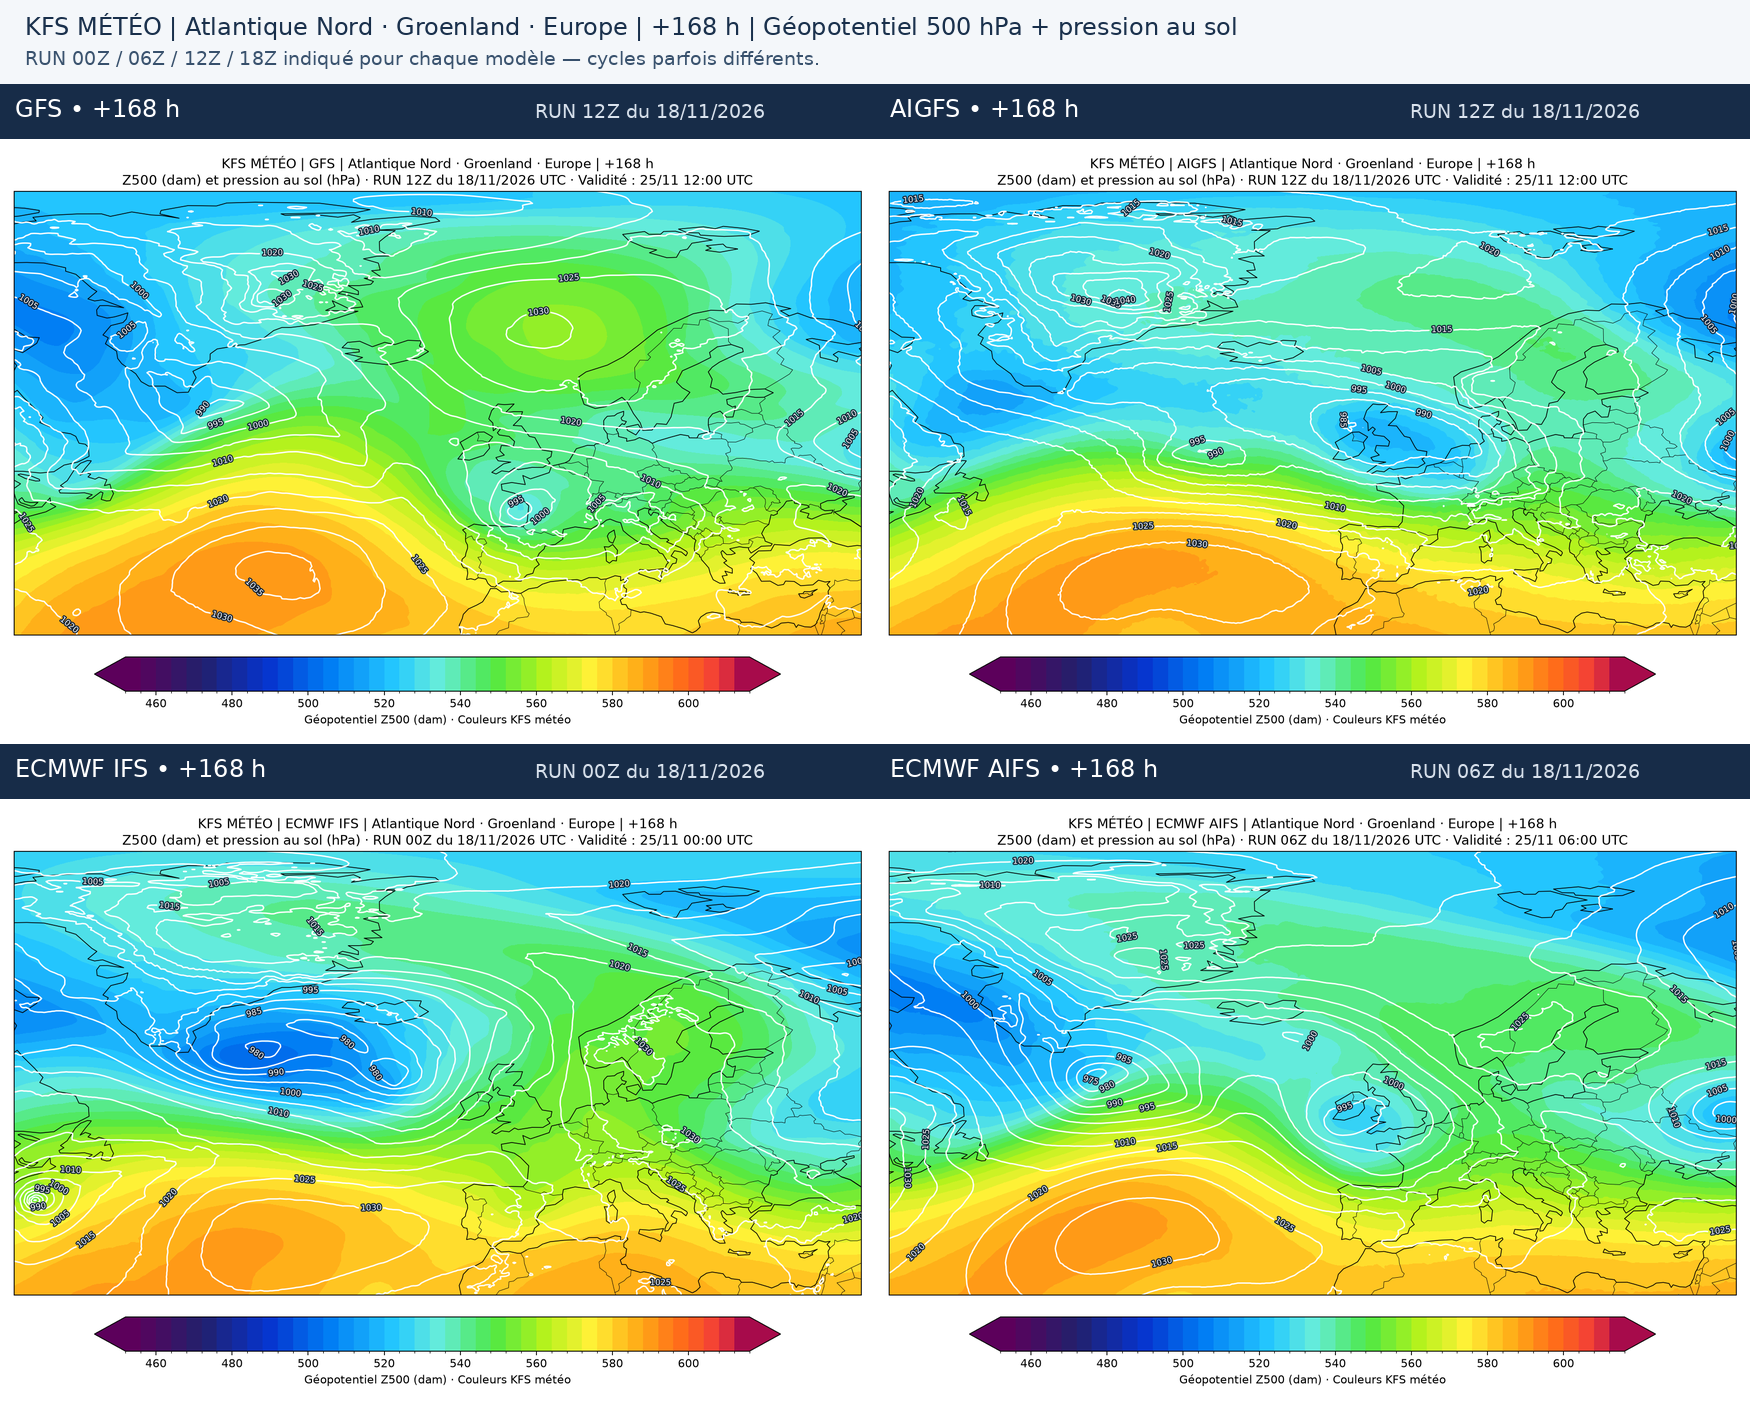 KFS MÉTÉO | Atlantique Nord · Groenland · Europe | +168 h | Géopotentiel 500 hPa + pression au sol
RUN 00Z / 06Z / 12Z / 18Z indiqué pour chaque modèle — cycles parfois différents.
GFS • +168 h
RUN 12Z du 18/11/2026
AIGFS • +168 h
RUN 12Z du 18/11/2026
KFS MÉTÉO | GFS | Atlantique Nord · Groenland · Europe | +168 h
Z500 (dam) et pression au sol (hPa) · RUN 12Z du 18/11/2026 UTC · Validité : 25/11 12:00 UTC
KFS MÉTÉO | AIGFS | Atlantique Nord · Groenland · Europe | +168 h
Z500 (dam) et pression au sol (hPa) · RUN 12Z du 18/11/2026 UTC · Validité : 25/11 12:00 UTC
460 480 500 520 540 560 580 600
Géopotentiel Z500 (dam) · Couleurs KFS météo
460 480 500 520 540 560 580 600
Géopotentiel Z500 (dam) · Couleurs KFS météo
ECMWF IFS • +168 h
RUN 00Z du 18/11/2026
ECMWF AIFS • +168 h
RUN 06Z du 18/11/2026
KFS MÉTÉO | ECMWF IFS | Atlantique Nord · Groenland · Europe | +168 h
Z500 (dam) et pression au sol (hPa) · RUN 00Z du 18/11/2026 UTC · Validité : 25/11 00:00 UTC
KFS MÉTÉO | ECMWF AIFS | Atlantique Nord · Groenland · Europe | +168 h
Z500 (dam) et pression au sol (hPa) · RUN 06Z du 18/11/2026 UTC · Validité : 25/11 06:00 UTC
460 480 500 520 540 560 580 600
Géopotentiel Z500 (dam) · Couleurs KFS météo
460 480 500 520 540 560 580 600
Géopotentiel Z500 (dam) · Couleurs KFS météo